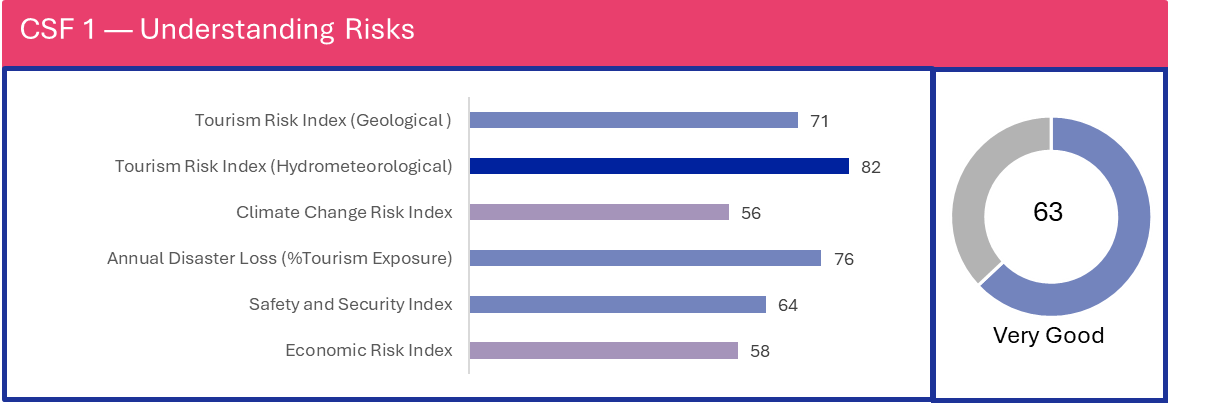 CSF 1 — Understanding Risks
Tourism Risk Index (Geological ) 71
Tourism Risk Index (Hydrometeorological) 82
Climate Change Risk Index 56
Annual Disaster Loss (%Tourism Exposure) 76
Safety and Security Index 64
Economic Risk Index 58
63
Very Good